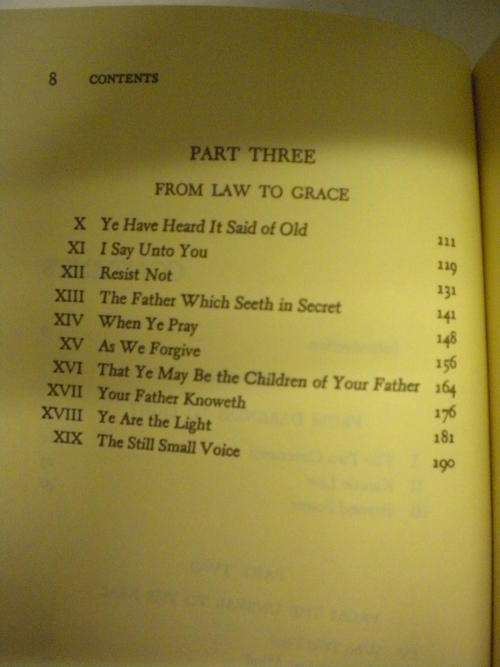 8 CONTENTS
PART THREE
FROM LAW TO GRACE
X Ye Have Heard It Said of Old 111
XI I Say Unto You 119
XII Resist Not 131
XIII The Father Which Seeth in Secret 141
XIV When Ye Pray 148
XV As We Forgive 156
XVI That Ye May Be the Children of Your Father 164
XVII Your Father Knoweth 176
XVIII Ye Are the Light 181
XIX The Still Small Voice 190